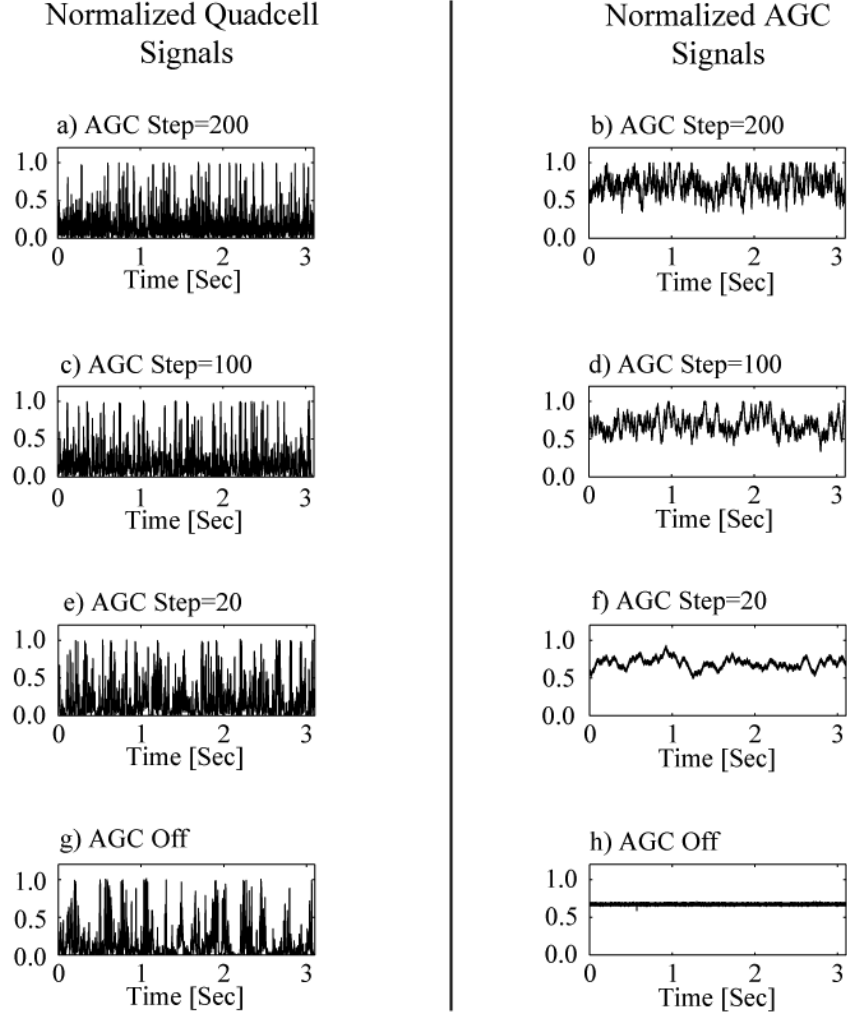 Normalized Quadcell
Signals
Normalized AGC
Signals
a) AGC Step=200
1.0
0.5
0.0
0 1 2 3
Time [Sec]
b) AGC Step=200
1.0
0.5
0.0
0 1 2 3
Time [Sec]
c) AGC Step=100
1.0
0.5
0.0
0 1 2 3
Time [Sec]
d) AGC Step=100
1.0
0.5
0.0
0 1 2 3
Time [Sec]
e) AGC Step=20
1.0
0.5
0.0
0 1 2 3
Time [Sec]
f) AGC Step=20
1.0
0.5
0.0
0 1 2 3
Time [Sec]
g) AGC Off
1.0
0.5
0.0
0 1 2 3
Time [Sec]
h) AGC Off
1.0
0.5
0.0
0 1 2 3
Time [Sec]